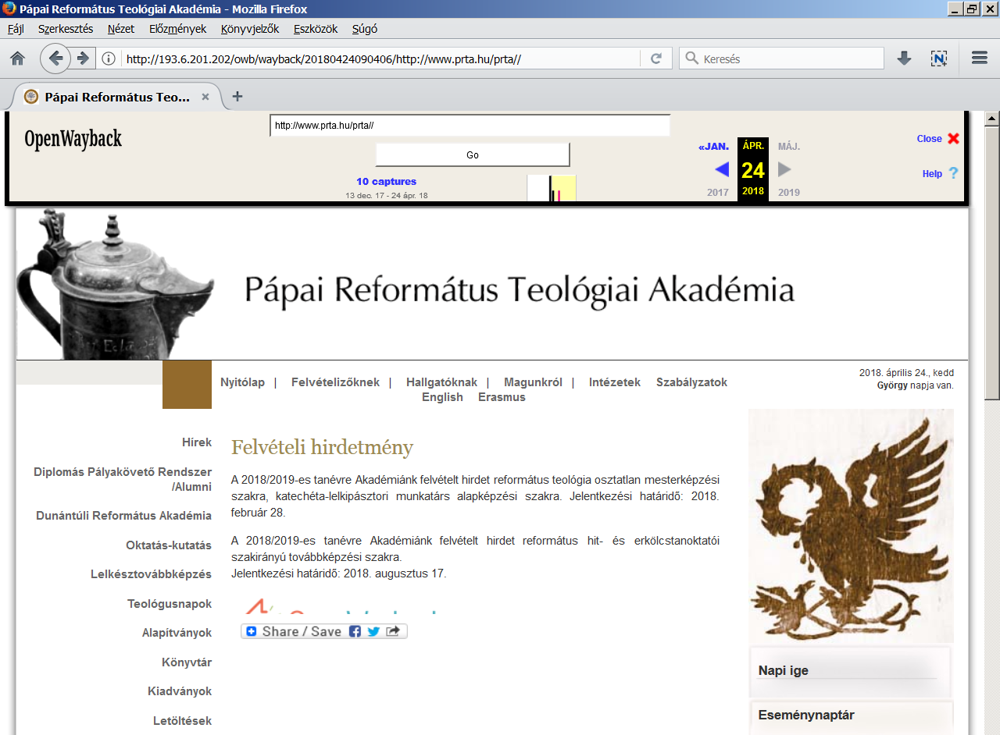 Pápai Református Teológiai Akadémia - Mozilla Firefox
Fájl Szerkesztés Nézet Előzmények Könyvjelzők Eszközök Súgó
http://193.6.201.202/owb/wayback/20180424090406/http://www.prta.hu/prta//
Keresés
Pápai Református Teo...
OpenWayback
http://www.prta.hu/prta//
Go
10 captures
13 dec. 17 - 24 ápr. 18
«JAN. ÁPR. MÁJ.
24
2017 2018 2019
Close
Help ?
Pápai Református Teológiai Akadémia
Nyitólap | Felvételizőknek | Hallgatóknak | Magunkról | Intézetek Szabályzatok
English Erasmus
2018. április 24., kedd
György napja van.
Hírek
Diplomás Pályakövető Rendszer
/Alumni
Dunántúli Református Akadémia
Oktatás-kutatás
Lelkésztovábbképzés
Teológusnapok
Alapítványok
Könyvtár
Kiadványok
Letöltések
Felvételi hirdetmény
A 2018/2019-es tanévre Akadémiánk felvételt hirdet református teológia osztatlan mesterképzési
szakra, katechéta-lelkipásztori munkatárs alapképzési szakra. Jelentkezési határidő: 2018.
február 28.
A 2018/2019-es tanévre Akadémiánk felvételt hirdet református hit- és erkölcstanoktatói
szakirányú továbbképzési szakra.
Jelentkezési határidő: 2018. augusztus 17.
Share / Save
Napi ige
Eseménynaptár